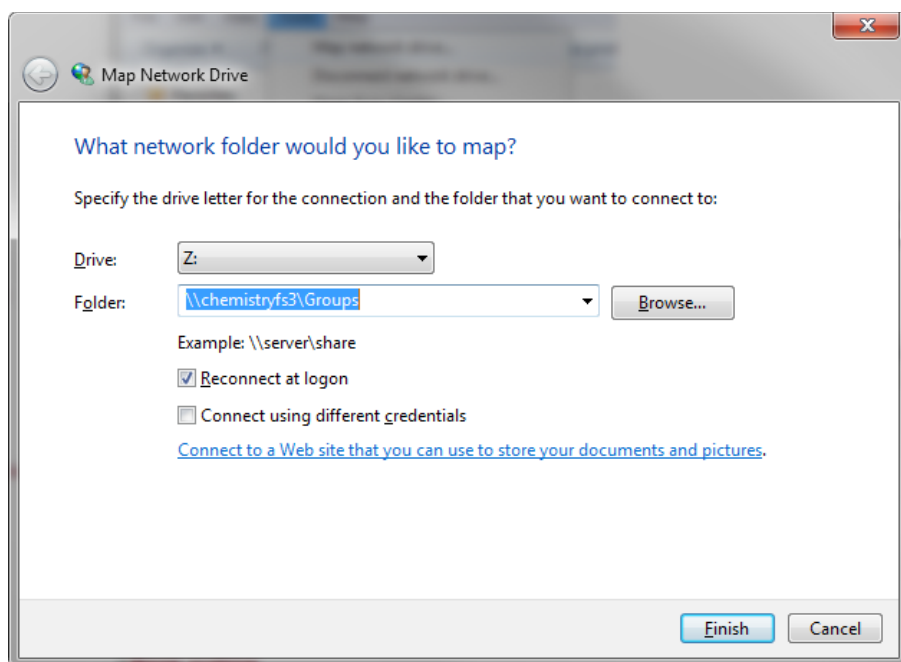 Map Network Drive
What network folder would you like to map?
Specify the drive letter for the connection and the folder that you want to connect to:
Drive: Z:
Folder: \\chemistryfs3\Groups Browse...
Example: \\server\share
Reconnect at logon
Connect using different credentials
Connect to a Web site that you can use to store your documents and pictures.
Finish Cancel